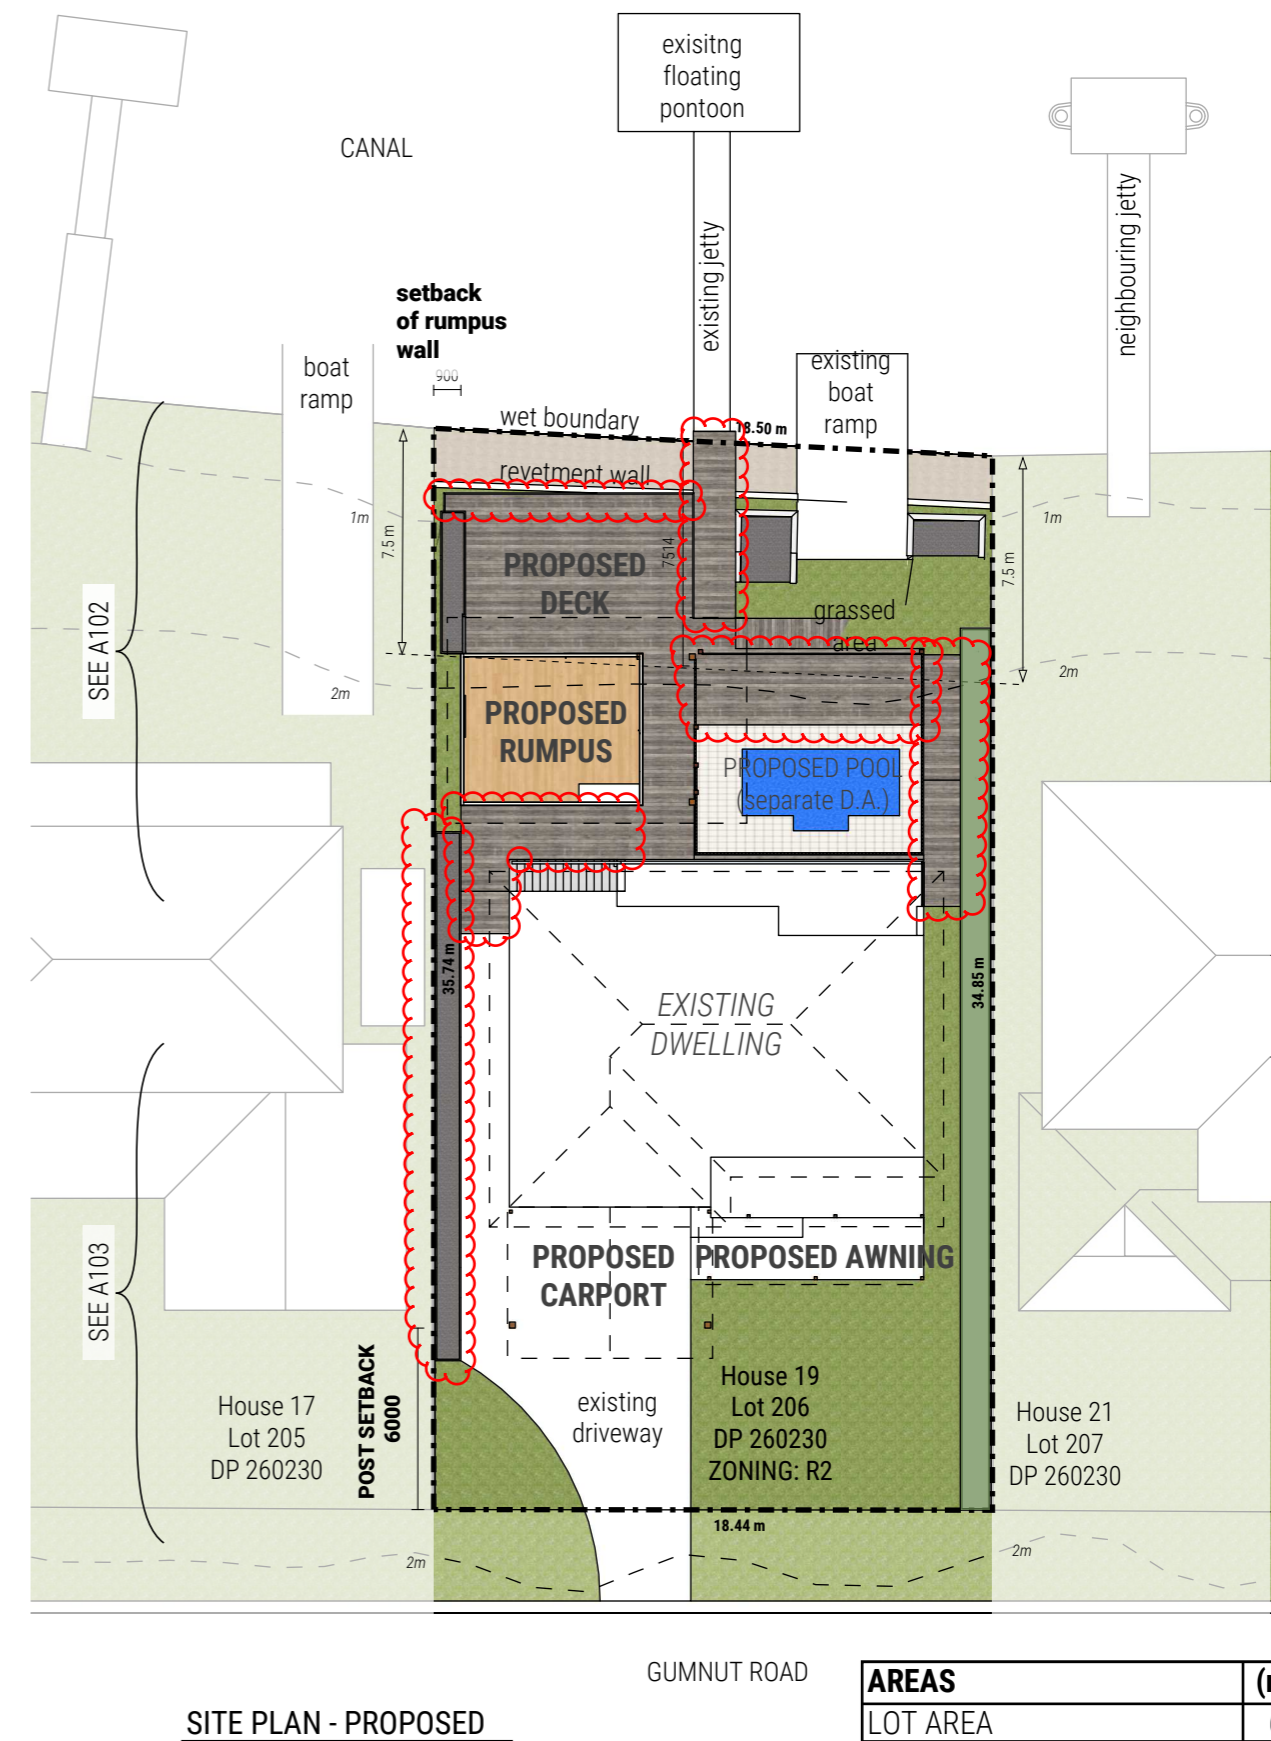 exisitng
floating
pontoon
CANAL
existing jetty
neighbouring jetty
setback
of rumpus
wall
900
boat
ramp
existing
boat
ramp
wet boundary
18.50 m
revetment wall
1m
1m
7.5 m
7514
7.5 m
PROPOSED
DECK
grassed
area
SEE A102
2m
2m
PROPOSED
RUMPUS
PROPOSED POOL
(separate D.A.)
35.74 m
34.85 m
EXISTING
DWELLING
PROPOSED
CARPORT
PROPOSED AWNING
SEE A103
POST SETBACK
6000
House 17
Lot 205
DP 260230
existing
driveway
House 19
Lot 206
DP 260230
ZONING: R2
House 21
Lot 207
DP 260230
18.44 m
2m
2m
GUMNUT ROAD
SITE PLAN - PROPOSED
AREAS
LOT AREA